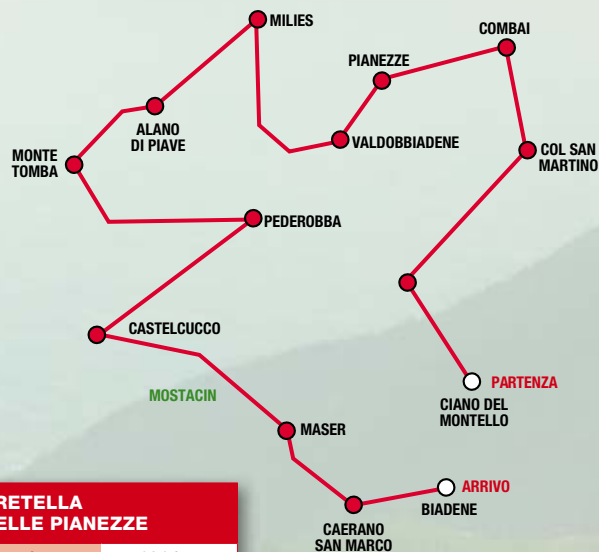 MILIES
COMBAI
PIANEZZE
ALANO
DI PIAVE
VALDOBBIADENE
COL SAN
MARTINO
MONTE
TOMBA
PEDEROBBA
CASTELCUCCO
MOSTACIN
PARTENZA
CIANO DEL
MONTELLO
MASER
ARRIVO
BIADENE
CAERANO
SAN MARCO
RETELLA
ELLE PIANEZZE